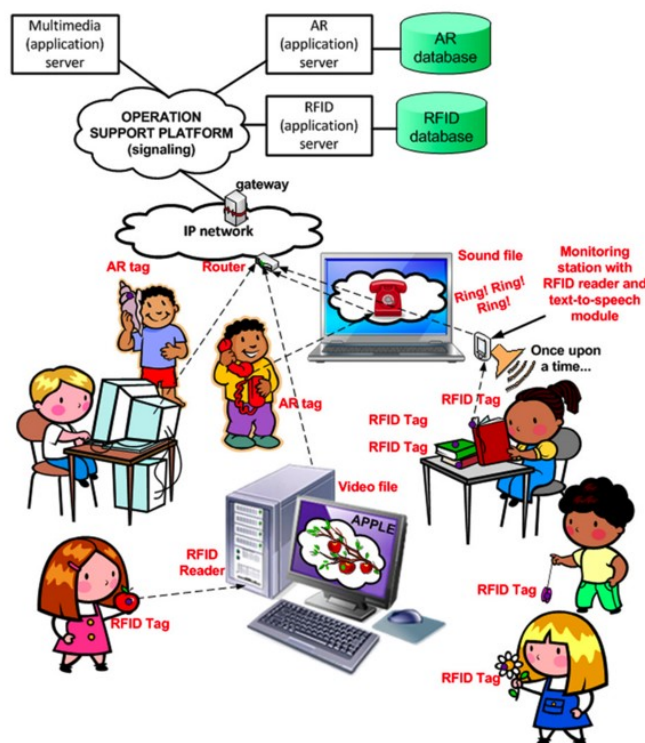 Multimedia
(application)
server
AR
(application)
server
AR
database
OPERATION
SUPPORT PLATFORM
(signaling)
RFID
(application)
server
RFID
database
gateway
IP network
AR tag
Router
Sound file
Ring! Ring!
Ring!
Monitoring
station with
RFID reader and
text-to-speech
module
Once upon
a time...
AR tag
RFID Tag
RFID Tag
RFID Tag
Video file
APPLE
RFID
Reader
RFID Tag
RFID Tag
RFID Tag